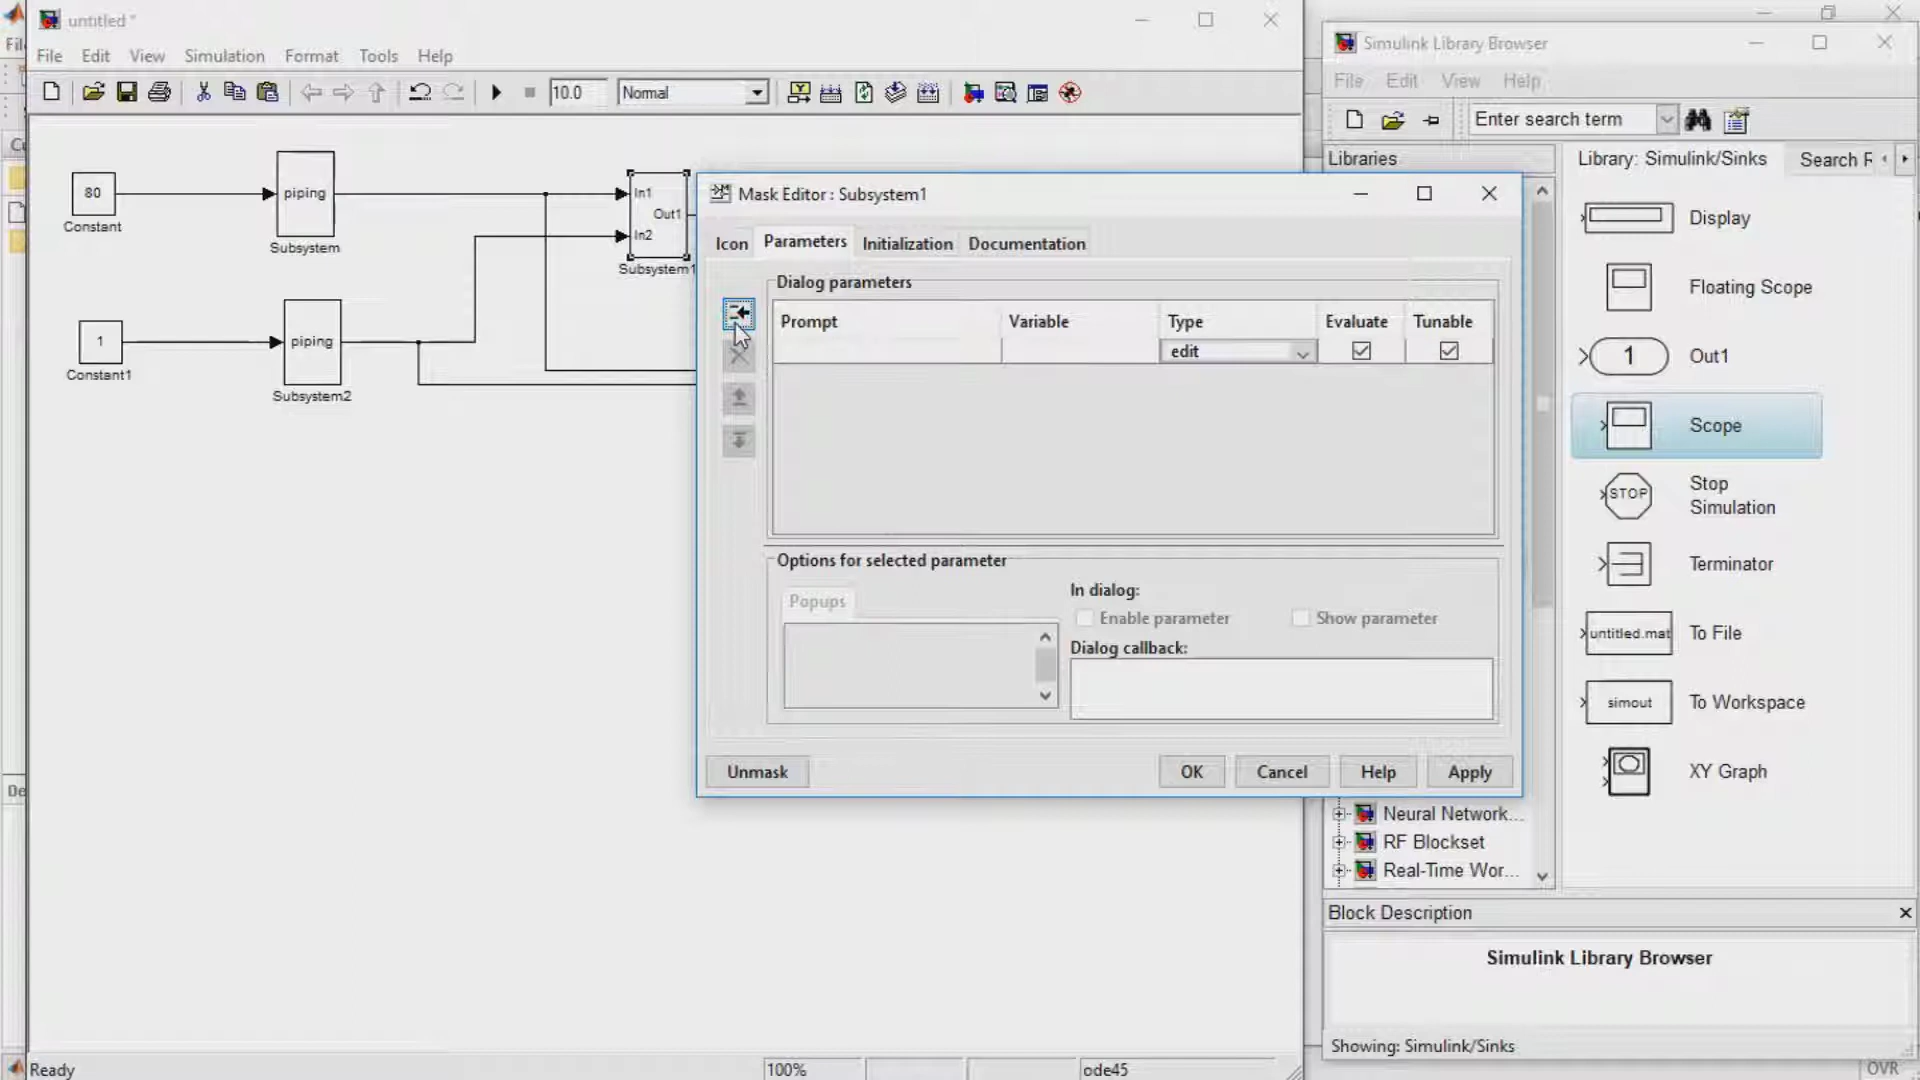 untitled *
File Edit View Simulation Format Tools Help
10.0 Normal
80
Constant
piping
Subsystem
In1
Out1
In2
Subsystem1
1
Constant1
piping
Subsystem2
Ready 100% ode45
Mask Editor : Subsystem1
Icon Parameters Initialization Documentation
Dialog parameters
Prompt Variable Type Evaluate Tunable
edit
Options for selected parameter
Popups
In dialog:
Enable parameter Show parameter
Dialog callback:
Unmask OK Cancel Help Apply
Simulink Library Browser
File Edit View Help
Enter search term
Libraries
Library: Simulink/Sinks Search R
Display
Floating Scope
1 Out1
Scope
STOP Stop
Simulation
Terminator
untitled.mat To File
simout To Workspace
XY Graph
Neural Network...
RF Blockset
Real-Time Wor...
Block Description
Simulink Library Browser
Showing: Simulink/Sinks
OVR